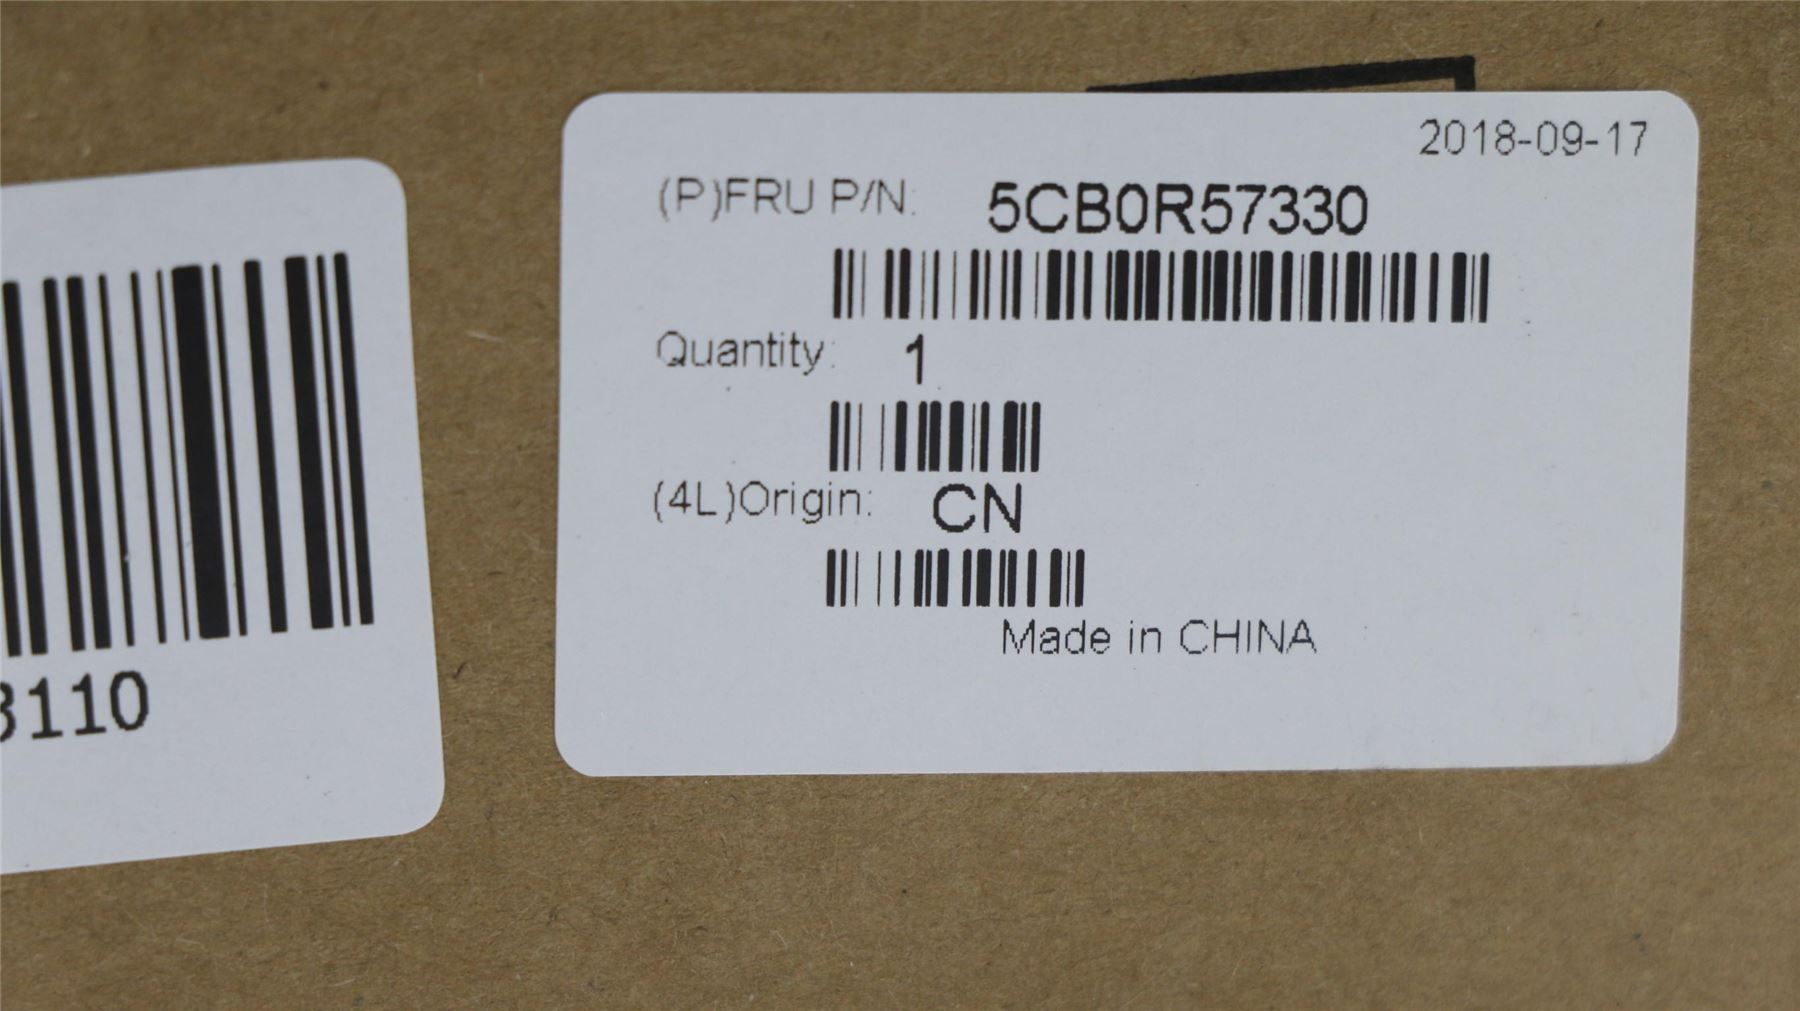 2018-09-17
(P)FRU P/N: 5CB0R57330
Quantity: 1
(4L)Origin: CN
Made in CHINA
3110